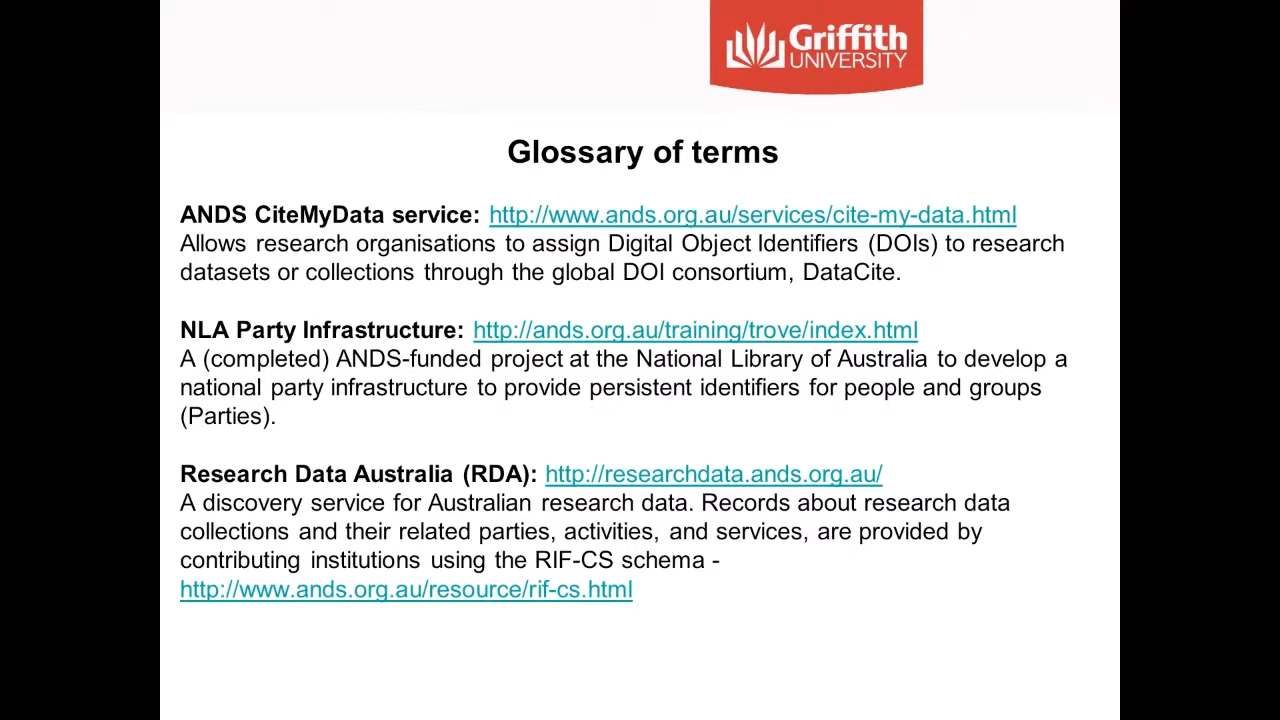 Griffith
UNIVERSITY
Glossary of terms
ANDS CiteMyData service: http://www.ands.org.au/services/cite-my-data.html
Allows research organisations to assign Digital Object Identifiers (DOIs) to research
datasets or collections through the global DOI consortium, DataCite.
NLA Party Infrastructure: http://ands.org.au/training/trove/index.html
A (completed) ANDS-funded project at the National Library of Australia to develop a
national party infrastructure to provide persistent identifiers for people and groups
(Parties).
Research Data Australia (RDA): http://researchdata.ands.org.au/
A discovery service for Australian research data. Records about research data
collections and their related parties, activities, and services, are provided by
contributing institutions using the RIF-CS schema -
http://www.ands.org.au/resource/rif-cs.html